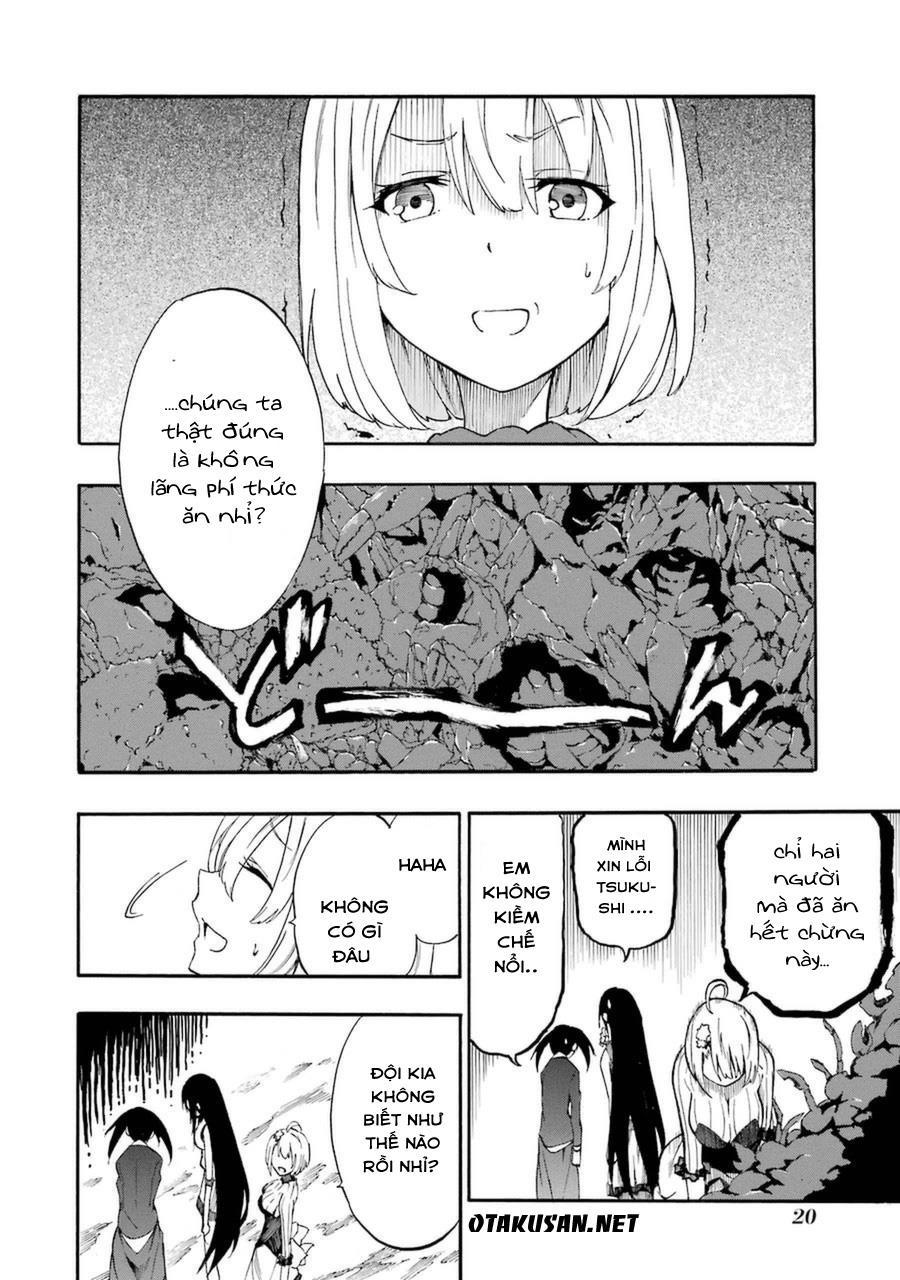 ....chúng ta
thật đúng
là không
lãng phí thức
ăn nhỉ?
どーん
chỉ hai
người
mà đã ăn
hết chừng
này...
MÌNH
XIN LỖI
TSUKU-
SHI ....
EM
KHÔNG
KIỀM
CHẾ
NỔI..
HAHA
KHÔNG
CÓ GÌ
ĐÂU
ĐỘI KIA
KHÔNG
BIẾT NHƯ
THẾ NÀO
RỒI NHỈ?
OTAKUSAN.NET
20